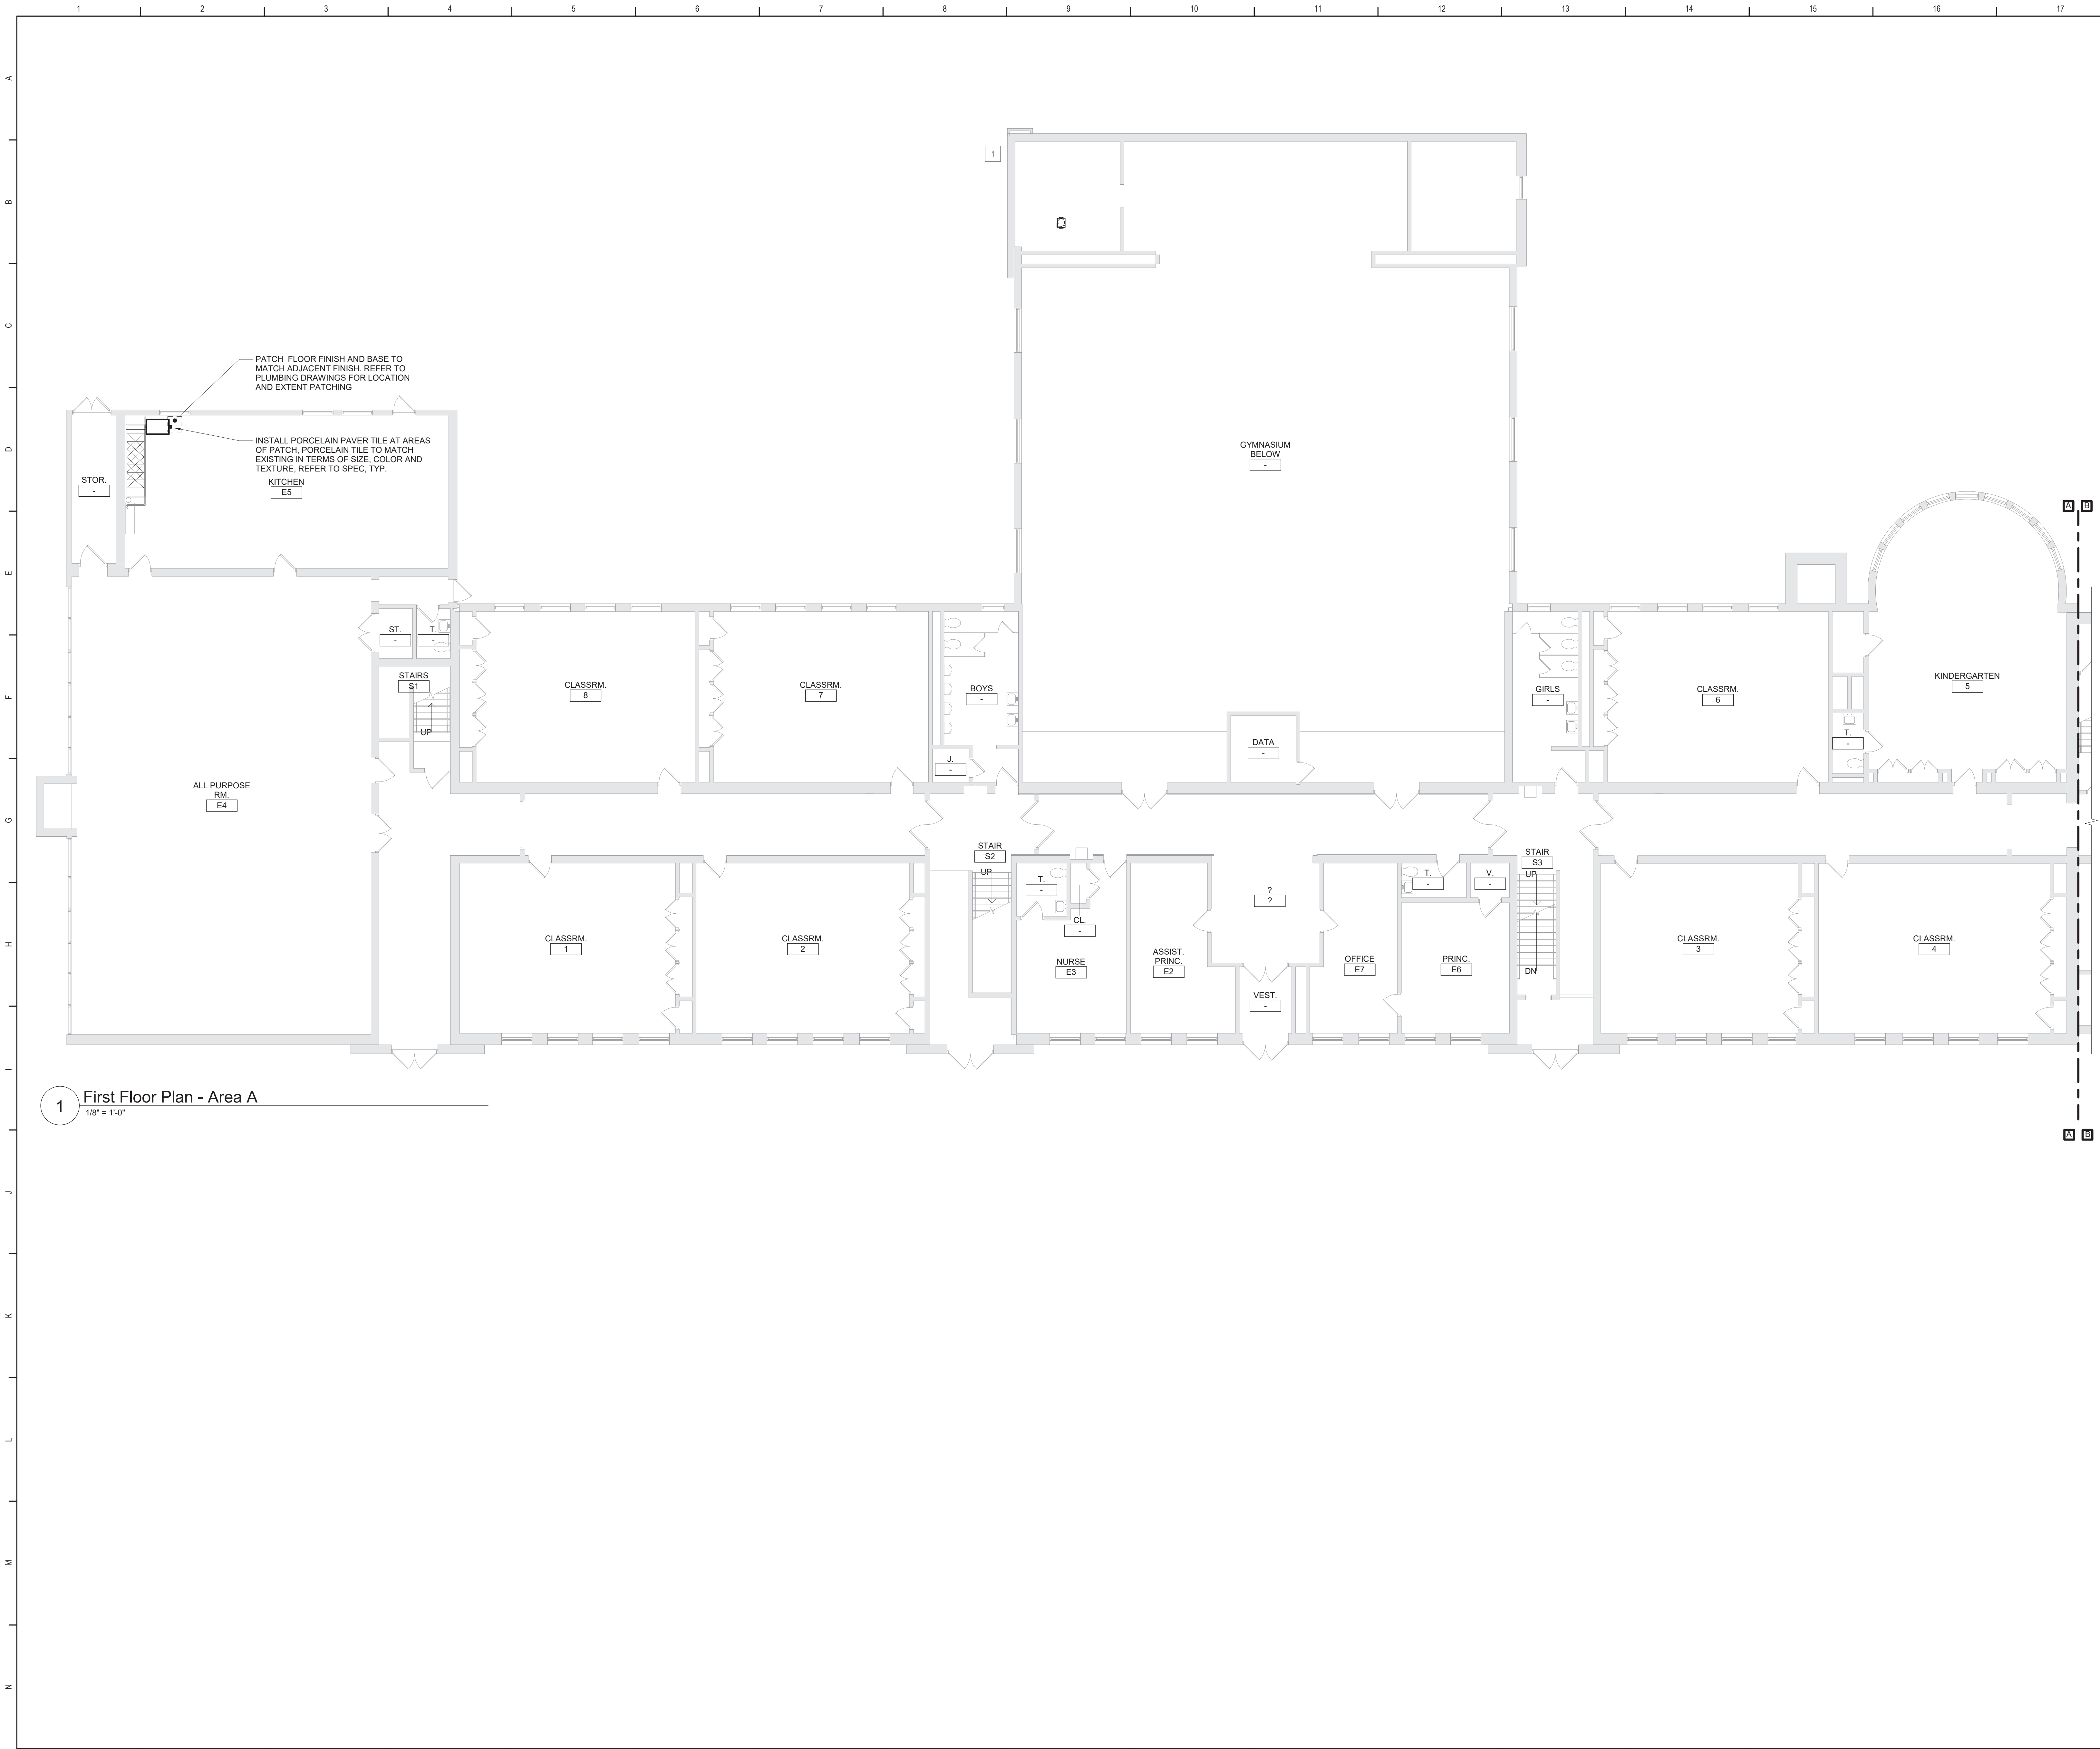 1 2 3 4 5 6 7 8 9 10 11 12 13 14 15 16 17
A
B
C
D
E
F
G
H
I
J
K
L
M
N
1
PATCH FLOOR FINISH AND BASE TO
MATCH ADJACENT FINISH. REFER TO
PLUMBING DRAWINGS FOR LOCATION
AND EXTENT PATCHING
INSTALL PORCELAIN PAVER TILE AT AREAS
OF PATCH, PORCELAIN TILE TO MATCH
EXISTING IN TERMS OF SIZE, COLOR AND
TEXTURE, REFER TO SPEC, TYP.
STOR.
-
KITCHEN
E5
GYMNASIUM
BELOW
-
A B
ST.
-
T.
-
STAIRS
S1
UP
CLASSRM.
8
CLASSRM.
7
BOYS
-
J.
-
DATA
-
GIRLS
-
CLASSRM.
6
T.
-
KINDERGARTEN
5
ALL PURPOSE
RM.
E4
STAIR
S2
UP
T.
-
CL.
-
?
?
T.
-
V.
-
STAIR
S3
UP
DN
CLASSRM.
1
CLASSRM.
2
NURSE
E3
ASSIST.
PRINC.
E2
VEST.
-
OFFICE
E7
PRINC.
E6
CLASSRM.
3
CLASSRM.
4
1
First Floor Plan - Area A
1/8" = 1'-0"
A B